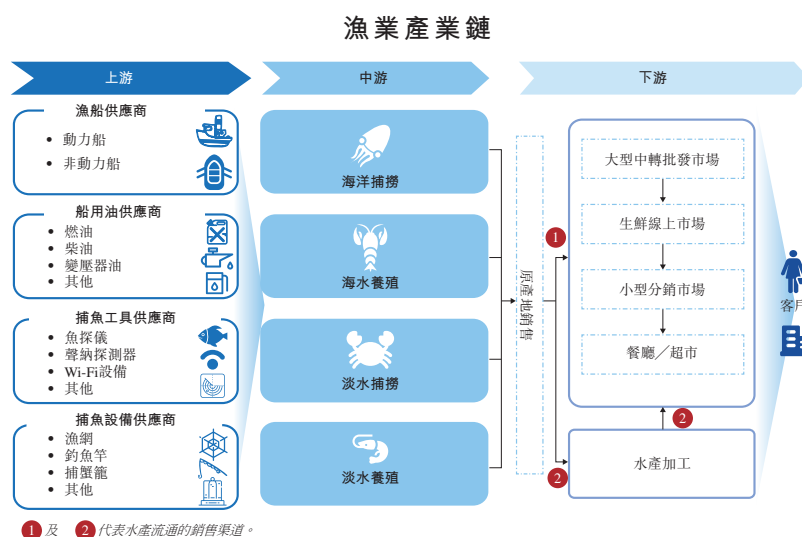 漁業產業鏈
上游
中游
下游
漁船供應商
• 動力船
• 非動力船
船用油供應商
• 燃油
• 柴油
• 變壓器油
• 其他
捕魚工具供應商
• 魚探儀
• 聲納探測器
• Wi-Fi設備
• 其他
捕魚設備供應商
• 漁網
• 釣魚竿
• 捕蟹籠
• 其他
海洋捕撈
海水養殖
淡水捕撈
淡水養殖
原產地銷售
1
2
大型中轉批發市場
生鮮線上市場
小型分銷市場
餐廳／超市
2
水產加工
客戶
1 及 2 代表水產流通的銷售渠道。